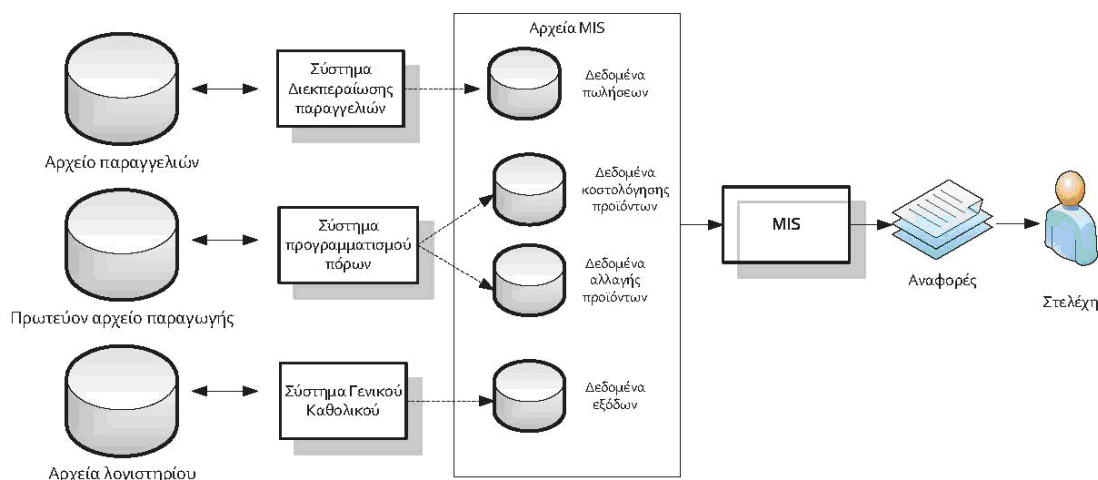 Αρχεία MIS
Σύστημα
Διεκπεραίωσης
παραγγελιών
Δεδομένα
πωλήσεων
Αρχείο παραγγελιών
Δεδομένα
κοστολόγησης
προϊόντων
Σύστημα
προγραμματισμού
πόρων
MIS
Δεδομένα
αλλαγής
προϊόντων
Αναφορές
Στελέχη
Πρωτεύον αρχείο παραγωγής
Σύστημα Γενικού
Καθολικού
Δεδομένα
εξόδων
Αρχεία λογιστηρίου